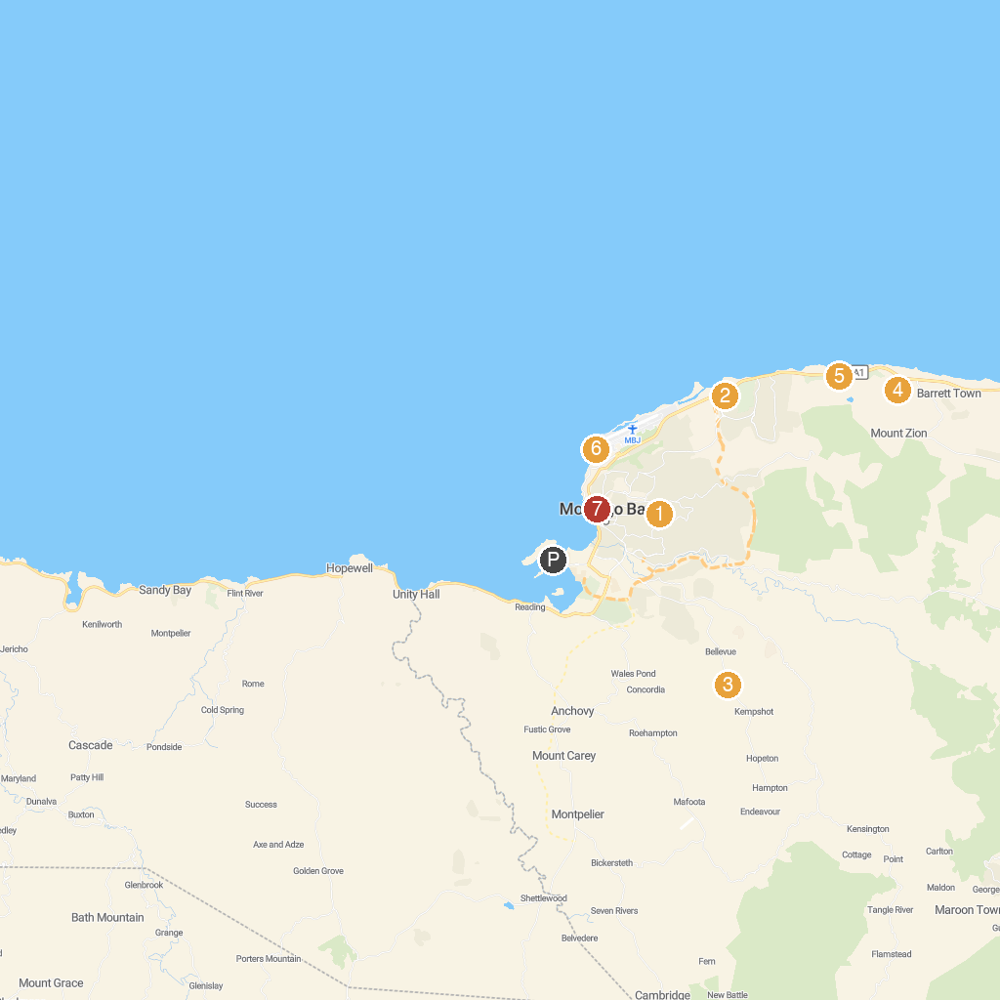 5
A1
4
Barrett Town
2
Mount Zion
MBJ
6
Mo
7
o Ba
1
P
Hopewell
Sandy Bay
Flint River
Unity Hall
Reading
Kenilworth
Montpelier
Jericho
Bellevue
Wales Pond
Rome
Concordia
3
Cold Spring
Anchovy
Kempshot
Fustic Grove
Roehampton
Cascade
Pondside
Mount Carey
Hopeton
Maryland
Patty Hill
Hampton
Dunalva
Buxton
Success
Mafoota
Montpelier
Endeavour
Kensington
edley
Axe and Adze
Cottage
Point
Carlton
Golden Grove
Bickersteth
Glenbrook
Maldon
George
Shettlewood
Seven Rivers
Tangle River
Maroon Town
Bath Mountain
Grange
Belvedere
Gu
Flamstead
Porters Mountain
Fern
Mount Grace
Glenislay
Cambridge
New Battle